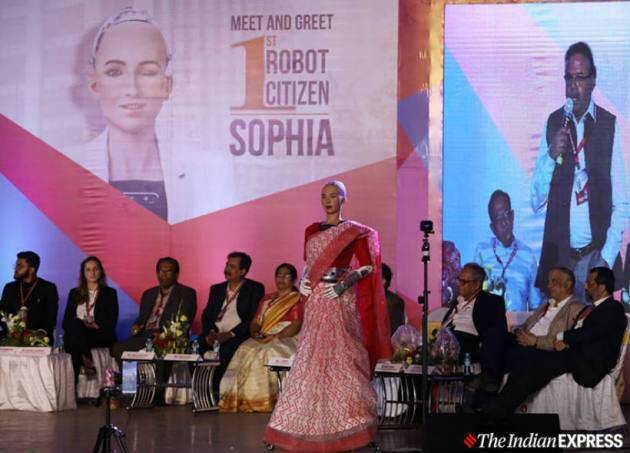 MEET AND GREET
1ST ROBOT
CITIZEN
SOPHIA
The Indian EXPRESS